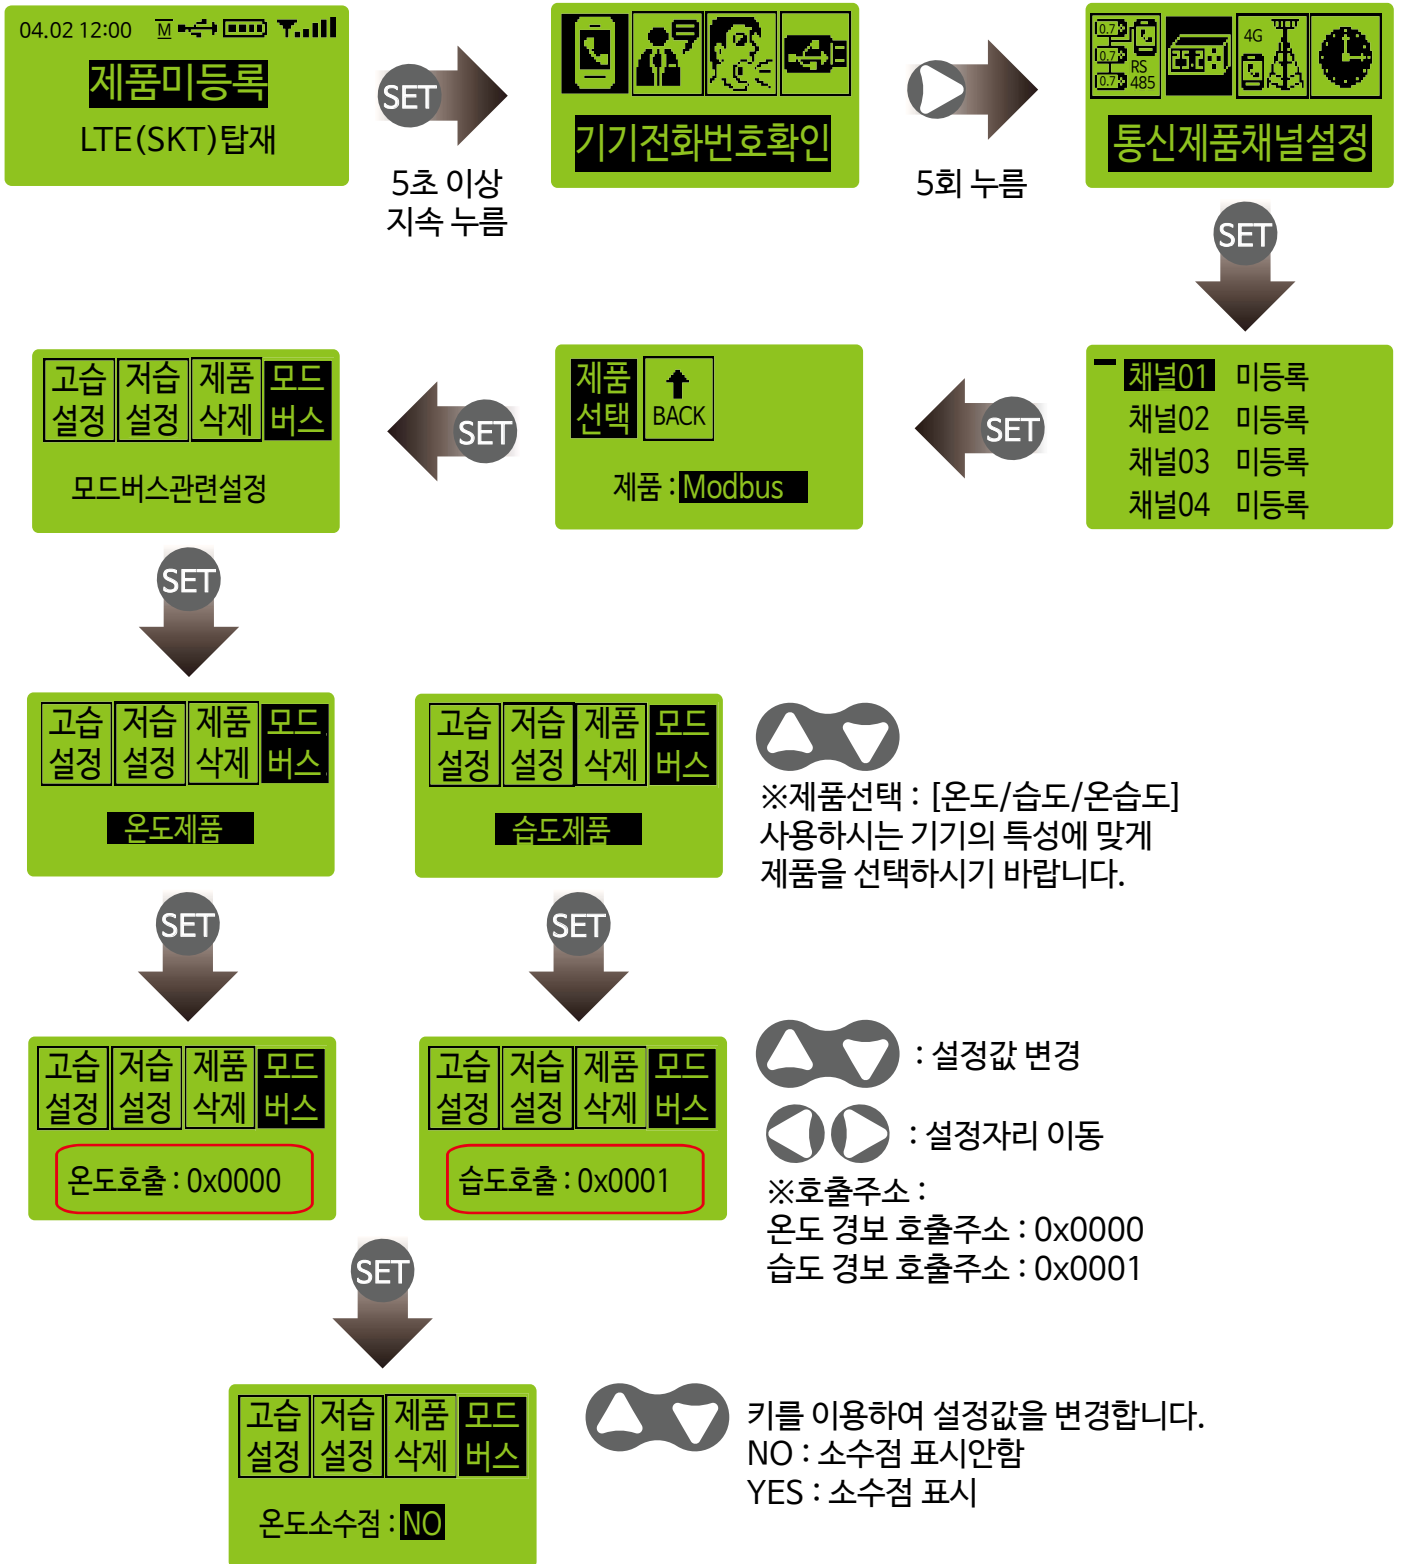 04.02 12:00 M
제품미등록
LTE(SKT)탑재
SET
5초 이상
지속 누름
기기전화번호확인
5회 누름
0.7
0.7
0.7
RS
485
25.2
4G
통신제품채널설정
SET
채널01 미등록
채널02 미등록
채널03 미등록
채널04 미등록
SET
제품
선택
BACK
제품 : Modbus
SET
고습 저습 제품 모드
설정 설정 삭제 버스
모드버스관련설정
SET
고습 저습 제품 모드
설정 설정 삭제 버스
온도제품
고습 저습 제품 모드
설정 설정 삭제 버스
습도제품
※제품선택 : [온도/습도/온습도]
사용하시는 기기의 특성에 맞게
제품을 선택하시기 바랍니다.
SET
SET
고습 저습 제품 모드
설정 설정 삭제 버스
온도호출 : 0x0000
고습 저습 제품 모드
설정 설정 삭제 버스
습도호출 : 0x0001
: 설정값 변경
: 설정자리 이동
※호출주소 :
온도 경보 호출주소 : 0x0000
습도 경보 호출주소 : 0x0001
SET
고습 저습 제품 모드
설정 설정 삭제 버스
온도소수점 : NO
키를 이용하여 설정값을 변경합니다.
NO : 소수점 표시안함
YES : 소수점 표시